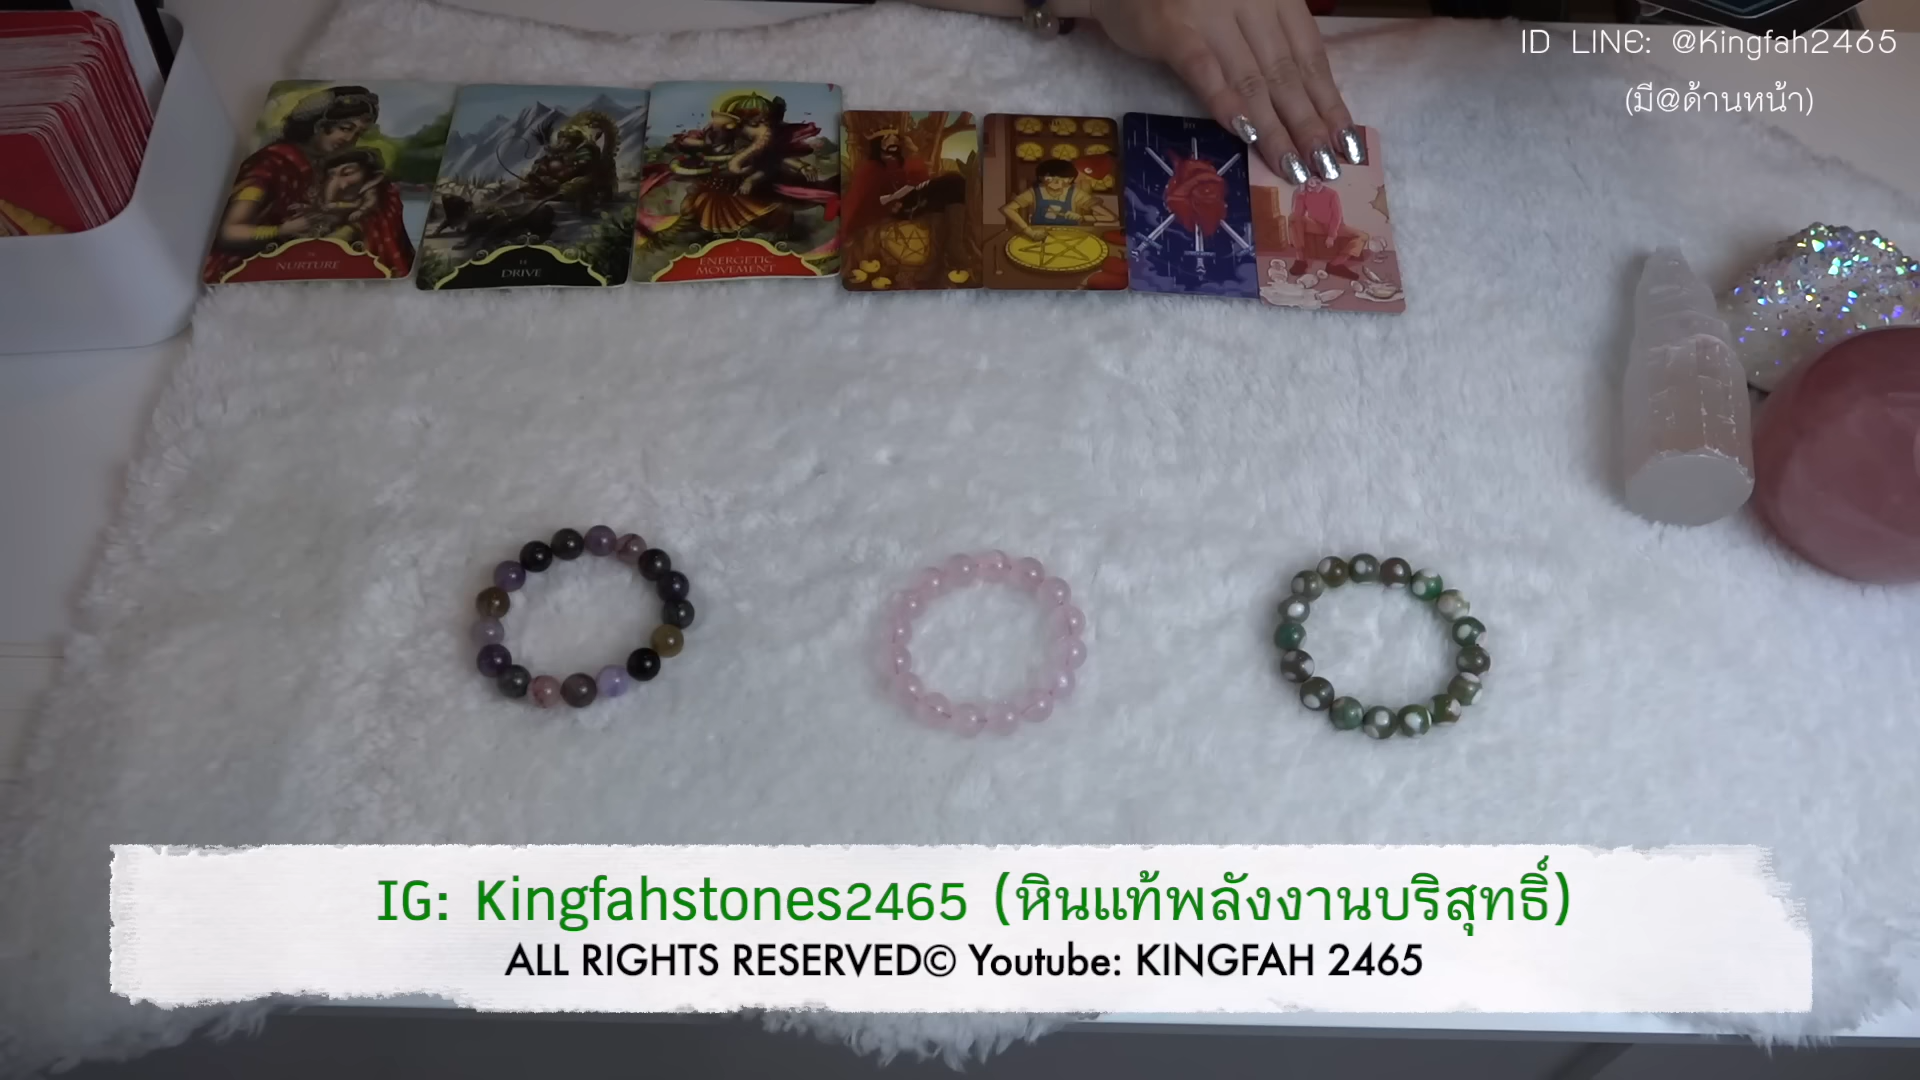 ID LINE: @Kingfah2465
(มี@ด้านหน้า)
III
NURTURE
DRIVE
ENERGETIC
MOVEMENT
IG: Kingfahstones2465 (หินแท้พลังงานบริสุทธิ์)
ALL RIGHTS RESERVED© Youtube: KINGFAH 2465